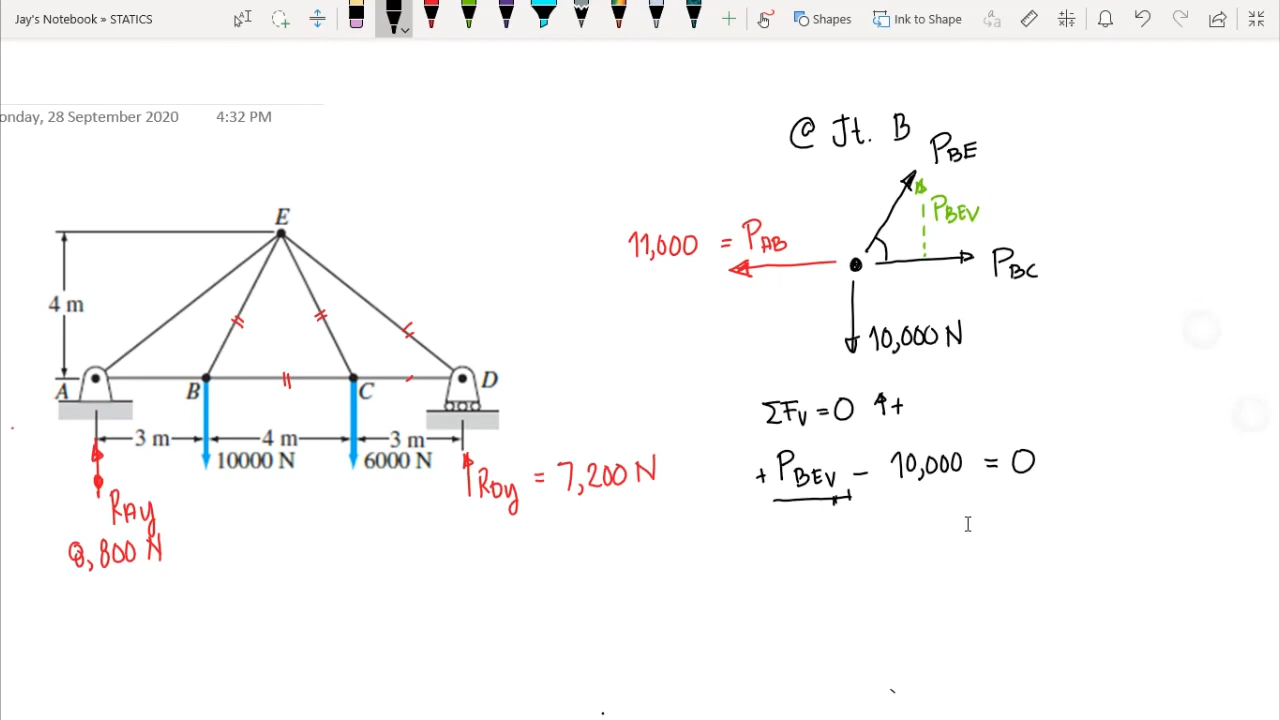 Jay's Notebook » STATICS
Shapes
Ink to Shape
onday, 28 September 2020 4:32 PM
@ Jt. B
PBE
PBEV
11,000 = PAB
PBC
10,000 N
E
4 m
A
B
C
D
3 m
4 m
3 m
10000 N
6000 N
RAy
8,800 N
RDy = 7,200 N
ΣFV = 0 ↑+
+ PBEV - 10,000 = 0